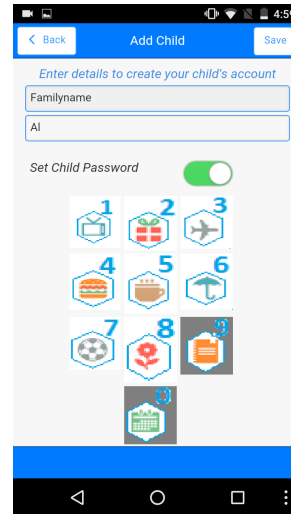 4:59
Back Add Child Save
Enter details to create your child's account
Familyname
Al
Set Child Password
1 2 3
4 5 6
7 8 9
0